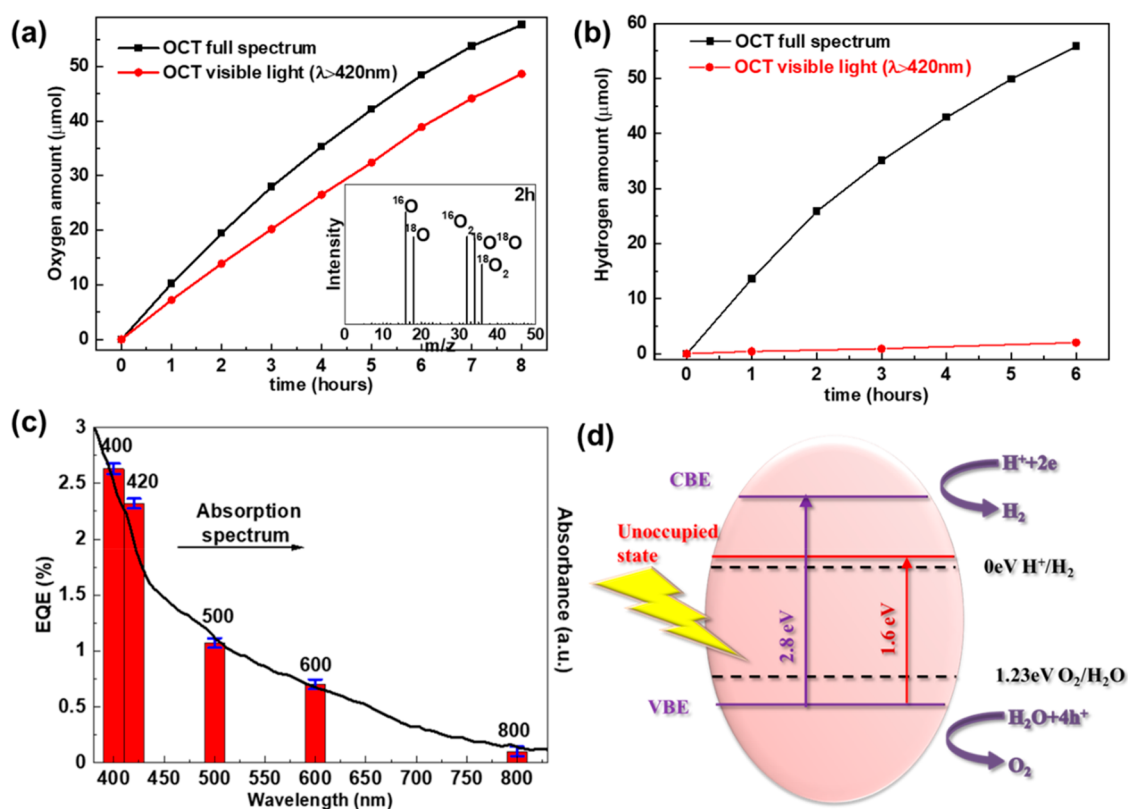 (a)
OCT full spectrum
OCT visible light (λ>420nm)
Oxygen amount (μmol)
50
40
30
20
10
0
0 1 2 3 4 5 6 7 8
time (hours)
2h
Intensity
16O
18O
16O2
16O18O
18O2
0 10 20 30 40 50
m/z
(b)
OCT full spectrum
OCT visible light (λ>420nm)
Hydrogen amount (μmol)
60
50
40
30
20
10
0
0 1 2 3 4 5 6
time (hours)
(c)
EQE (%)
3
2.5
2
1.5
1
0.5
0
400
420
500
600
800
Absorption
spectrum
Absorbance (a.u.)
400 450 500 550 600 650 700 750 800
Wavelength (nm)
(d)
CBE
H++2e
H2
Unoccupied
state
0eV H+/H2
2.8 eV
1.6 eV
1.23eV O2/H2O
VBE
H2O+4h+
O2